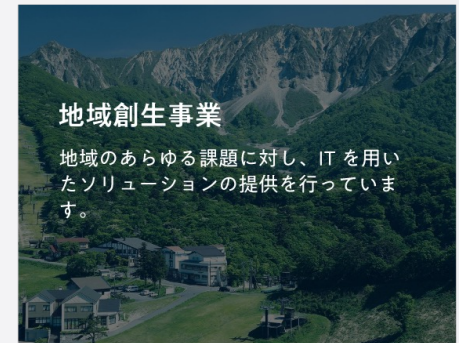 地域創生事業
地域のあらゆる課題に対し、IT を用い
たソリューションの提供を行っていま
す。